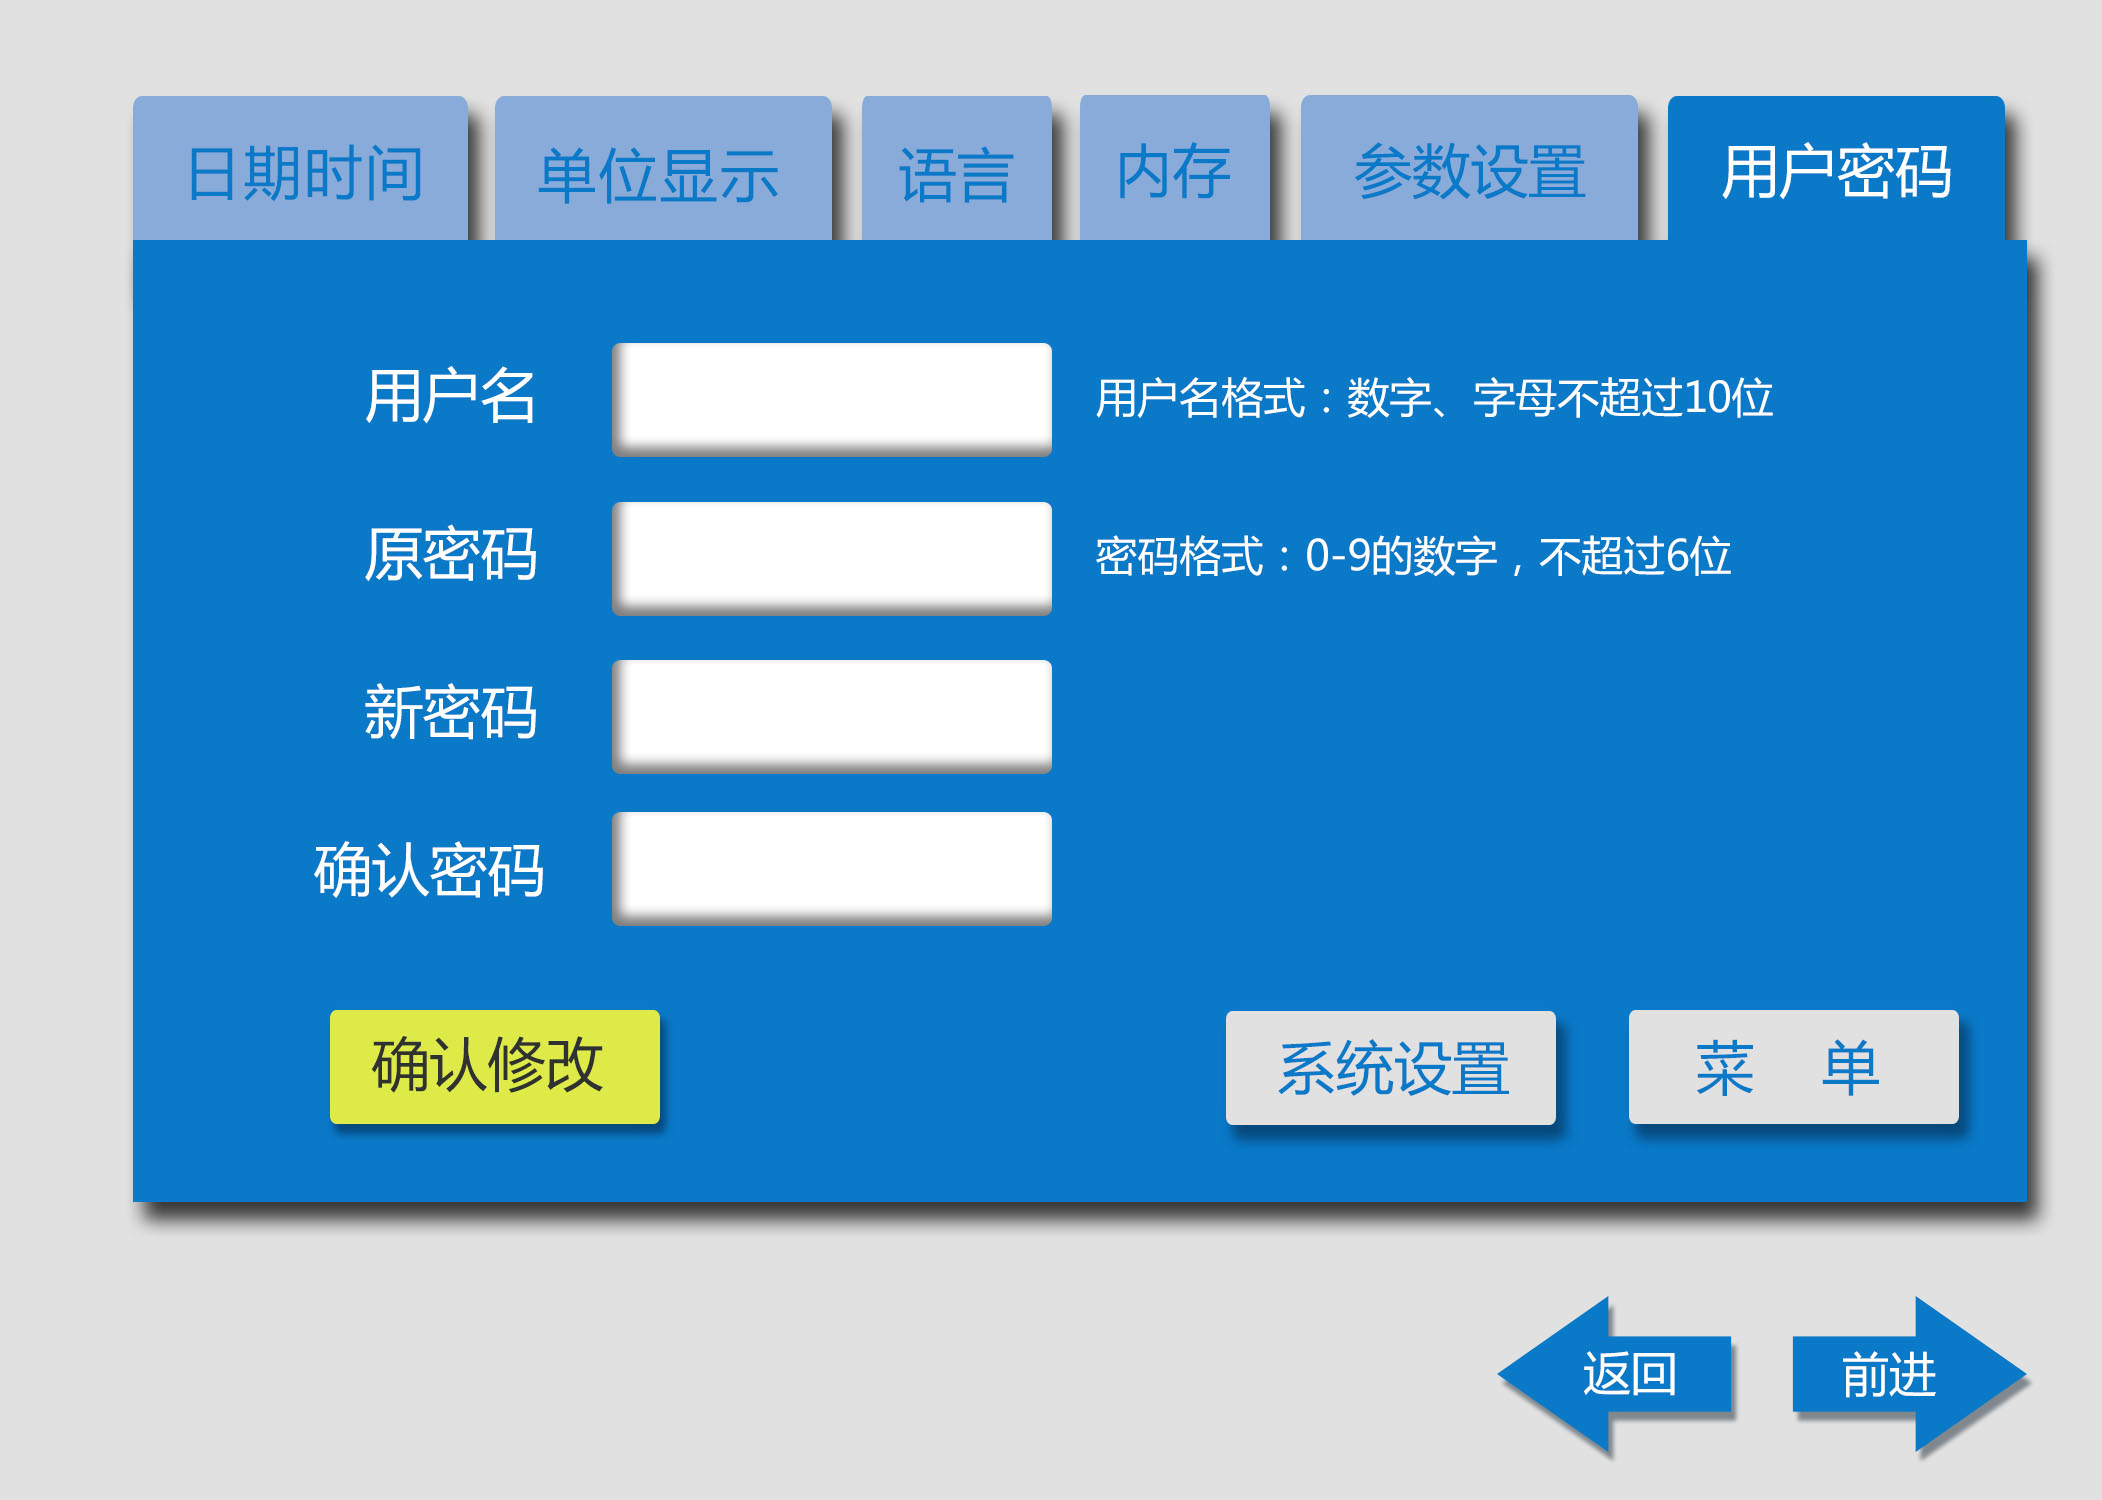 日期时间 单位显示 语言 内存 参数设置 用户密码
用户名 用户名格式：数字、字母不超过10位
原密码 密码格式：0-9的数字，不超过6位
新密码
确认密码
确认修改 系统设置 菜 单
返回 前进